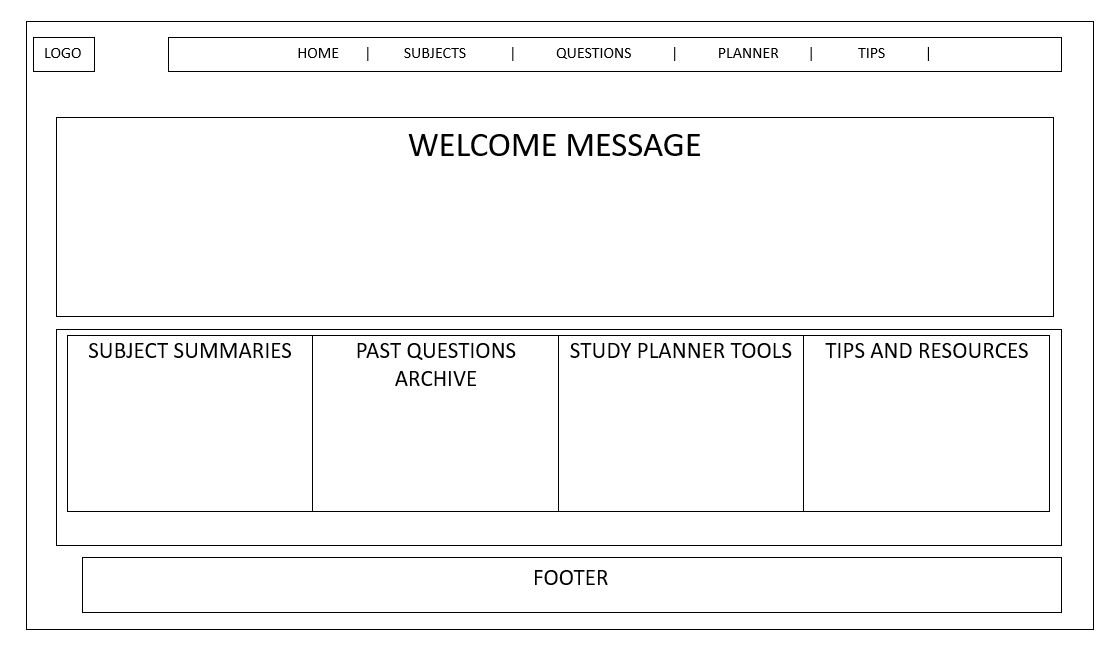 LOGO
HOME | SUBJECTS | QUESTIONS | PLANNER | TIPS |
WELCOME MESSAGE
SUBJECT SUMMARIES
PAST QUESTIONS
ARCHIVE
STUDY PLANNER TOOLS
TIPS AND RESOURCES
FOOTER